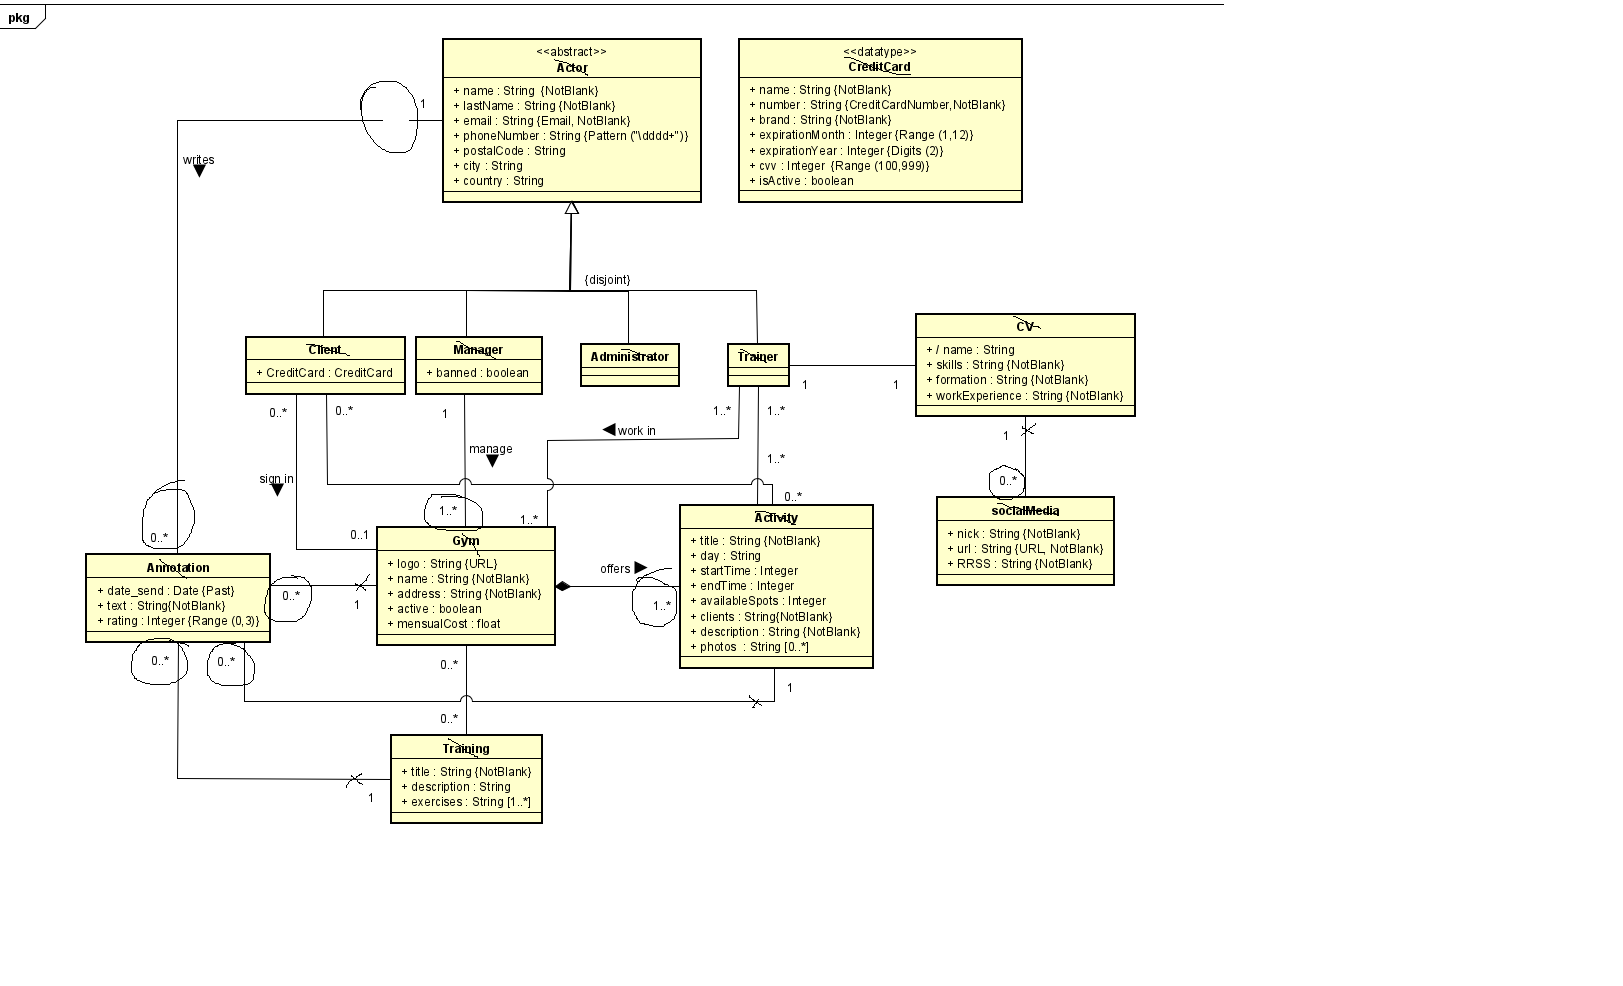 pkg
<<abstract>>
Actor
+ name : String {NotBlank}
+ lastName : String {NotBlank}
+ email : String {Email, NotBlank}
+ phoneNumber : String {Pattern ("\dddd+")}
+ postalCode : String
+ city : String
+ country : String
<<datatype>>
CreditCard
+ name : String {NotBlank}
+ number : String {CreditCardNumber,NotBlank}
+ brand : String {NotBlank}
+ expirationMonth : Integer {Range (1,12)}
+ expirationYear : Integer {Digits (2)}
+ cvv : Integer {Range (100,999)}
+ isActive : boolean
1
writes
{disjoint}
Client
+ CreditCard : CreditCard
Manager
+ banned : boolean
Administrator
Trainer
CV
+ / name : String
+ skills : String {NotBlank}
+ formation : String {NotBlank}
+ workExperience : String {NotBlank}
1
1
0..*
0..*
1
1..*
1..*
work in
manage
1..*
1
sign in
0..*
0..*
1..*
1..*
0..*
0..1
socialMedia
+ nick : String {NotBlank}
+ url : String {URL, NotBlank}
+ RRSS : String {NotBlank}
Annotation
+ date_send : Date {Past}
+ text : String{NotBlank}
+ rating : Integer {Range (0,3)}
0..*
1
Gym
+ logo : String {URL}
+ name : String {NotBlank}
+ address : String {NotBlank}
+ active : boolean
+ mensualCost : float
offers
1..*
Activity
+ title : String {NotBlank}
+ day : String
+ startTime : Integer
+ endTime : Integer
+ availableSpots : Integer
+ clients : String{NotBlank}
+ description : String {NotBlank}
+ photos : String [0..*]
0..*
0..*
0..*
1
0..*
Training
+ title : String {NotBlank}
+ description : String
+ exercises : String [1..*]
1